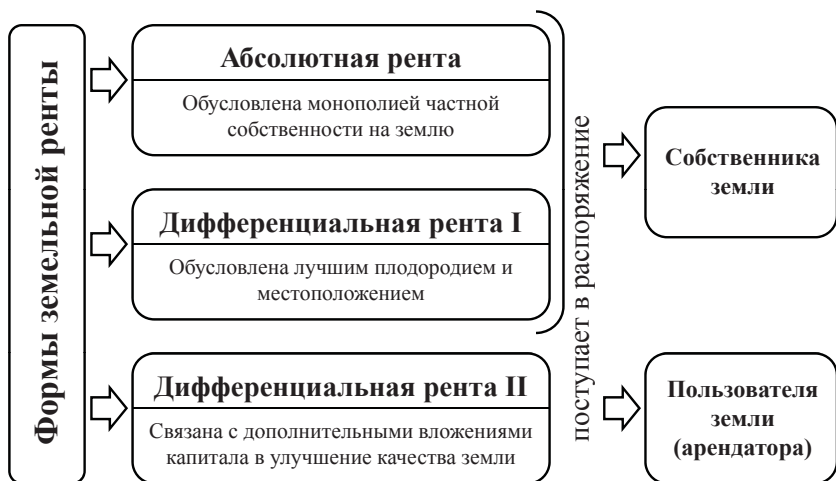 Формы земельной ренты
Абсолютная рента
Обусловлена монополией частной
собственности на землю
Дифференциальная рента I
Обусловлена лучшим плодородием и
местоположением
Дифференциальная рента II
Связана с дополнительными вложениями
капитала в улучшение качества земли
поступает в распоряжение
Собственника
земли
Пользователя
земли
(арендатора)